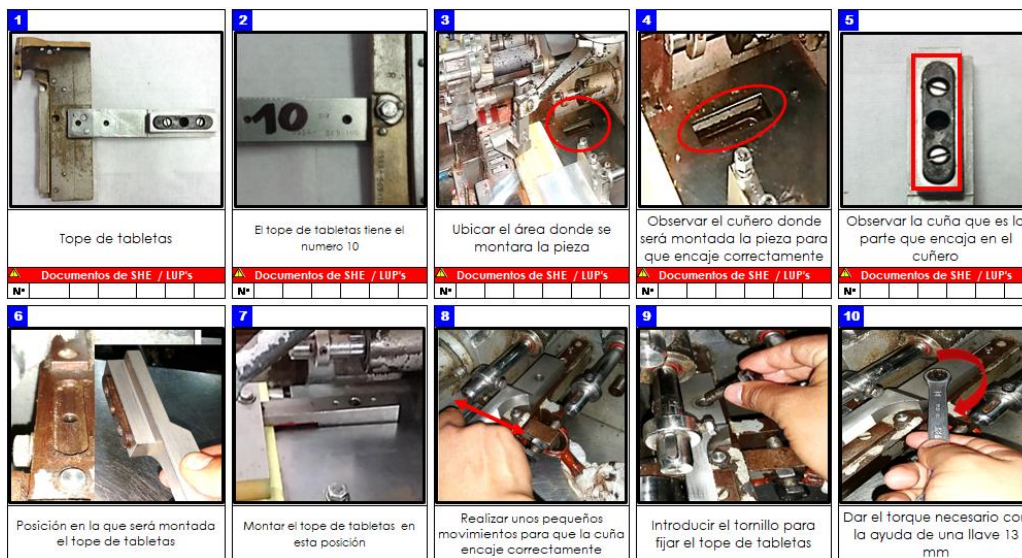 1
2
3
4
5
10
Tope de tabletas
El tope de tabletas tiene el
numero 10
Ubicar el área donde se
montara la pieza
Observar el cuñero donde
será montada la pieza para
que encaje correctamente
Observar la cuña que es la
parte que encaja en el
cuñero
Documentos de SHE / LUP's
Documentos de SHE / LUP's
Documentos de SHE / LUP's
Documentos de SHE / LUP's
Documentos de SHE / LUP's
N°
N°
N°
N°
N°
6
7
8
9
10
Posición en la que será montada
el tope de tabletas
Montar el tope de tabletas en
esta posición
Realizar unos pequeños
movimientos para que la cuña
encaje correctamente
Introducir el tornillo para
fijar el tope de tabletas
Dar el torque necesario con
la ayuda de una llave 13
mm